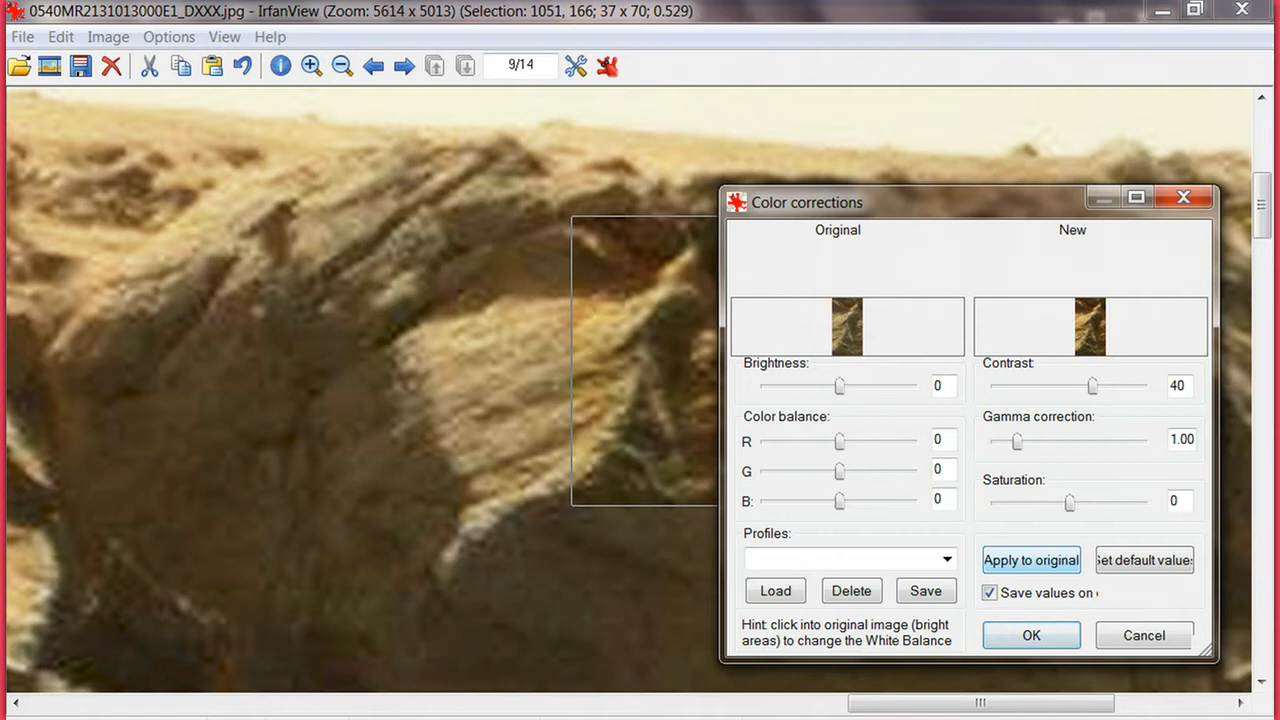 0540MR2131013000E1_DXXX.jpg - IrfanView (Zoom: 5614 x 5013) (Selection: 1051, 166; 37 x 70; 0.529)
File Edit Image Options View Help
9/14
Color corrections
Original New
Brightness: 0 Contrast: 40
Color balance: Gamma correction:
R 0 1.00
G 0 Saturation:
B: 0 0
Profiles:
Apply to original Set default values
Load Delete Save Save values on
Hint: click into original image (bright
areas) to change the White Balance
OK Cancel